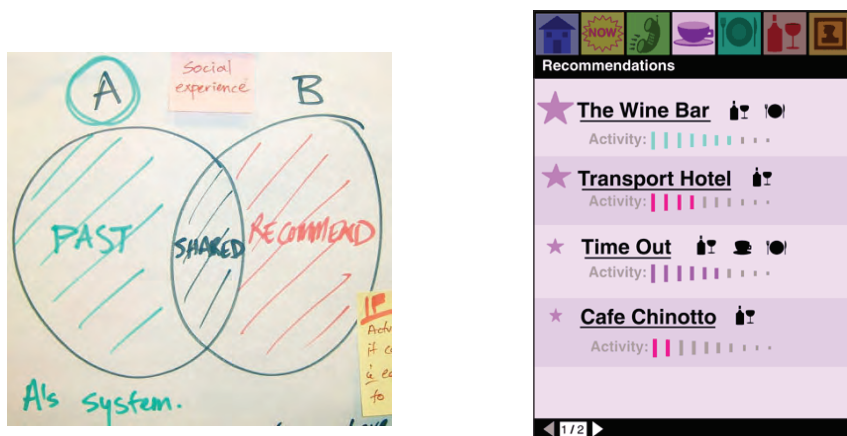 A
Social
experience
B
PAST
SHARED
RECOMMEND
IP
A's system.
NOW
Recommendations
The Wine Bar
Activity:
Transport Hotel
Activity:
Time Out
Activity:
Cafe Chinotto
Activity:
1/2